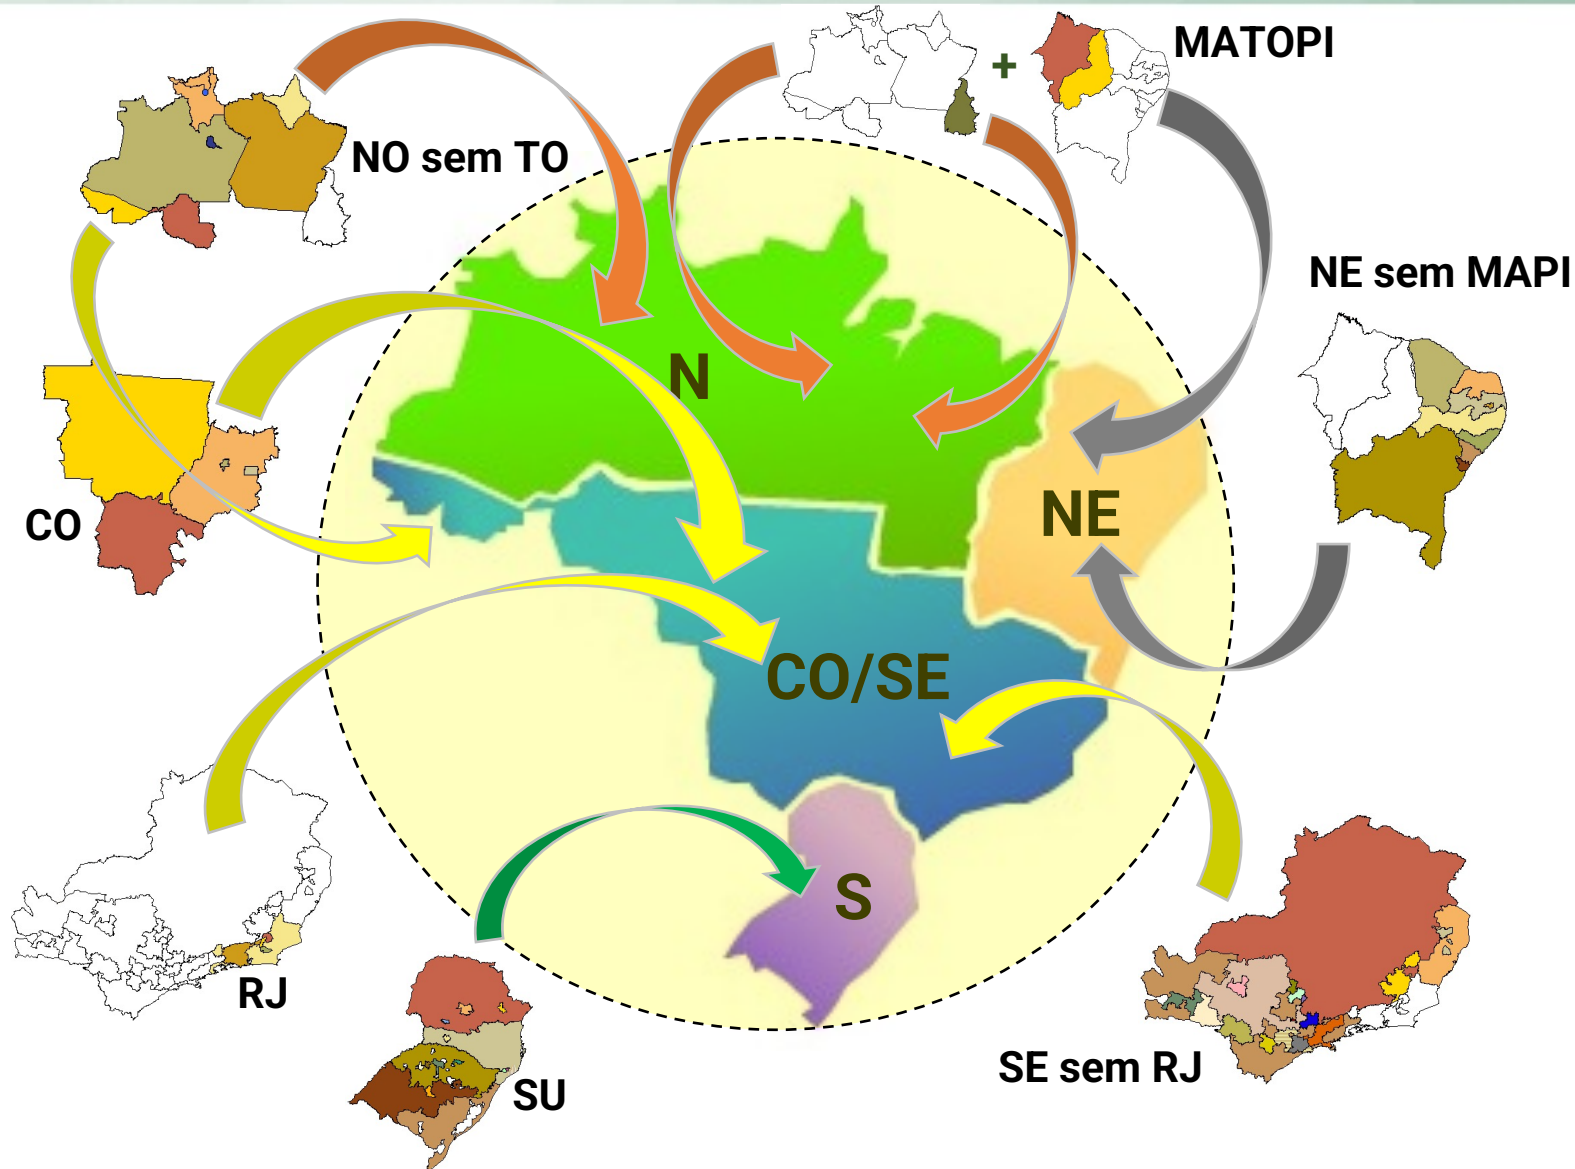 +
MATOPI
NO sem TO
NE sem MAPI
N
NE
CO
CO/SE
S
RJ
SU
SE sem RJ